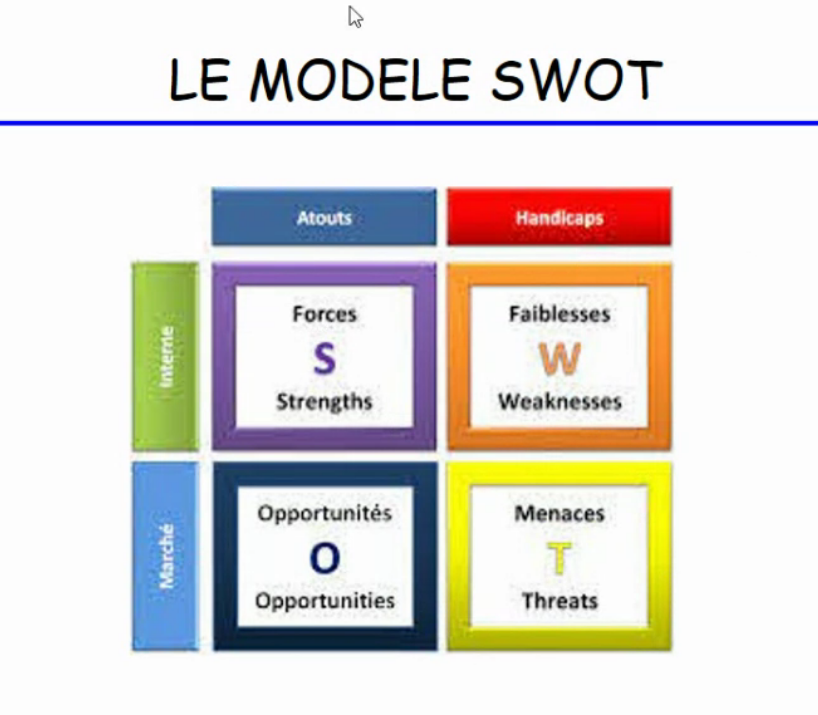 LE MODELE SWOT
Atouts
Handicaps
Interne
Forces
S
Strengths
Faiblesses
W
Weaknesses
Marché
Opportunités
O
Opportunities
Menaces
T
Threats